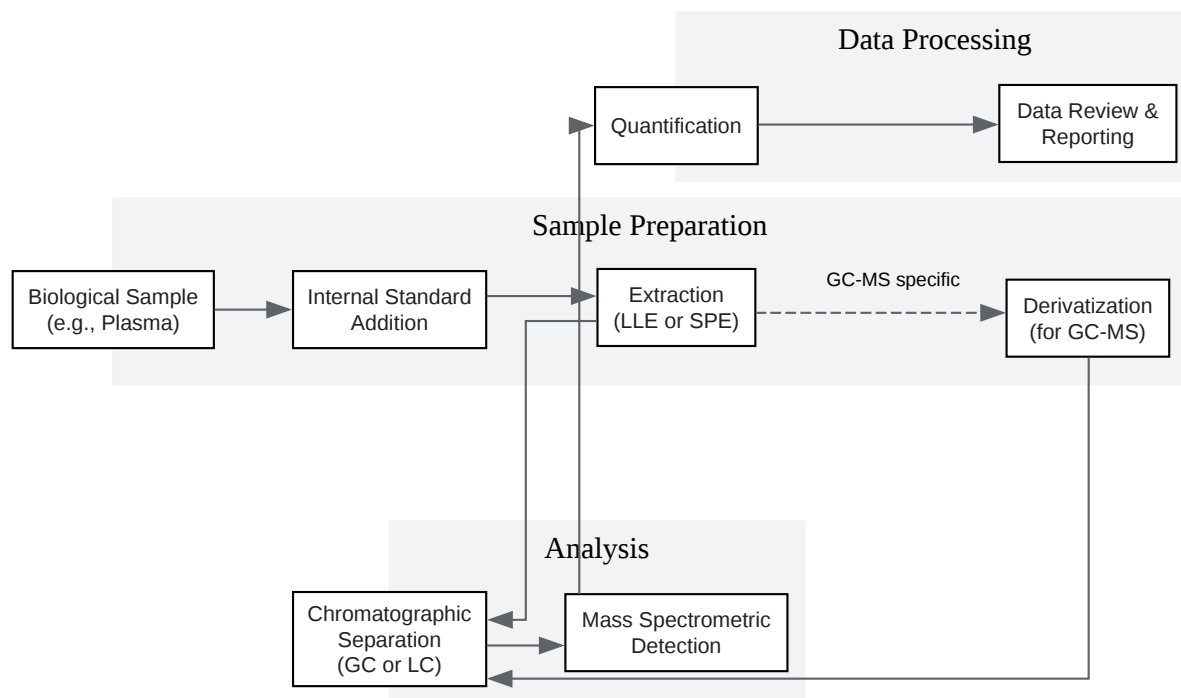 Data Processing
Quantification
Data Review &
Reporting
Sample Preparation
Biological Sample
(e.g., Plasma)
Internal Standard
Addition
Extraction
(LLE or SPE)
GC-MS specific
Derivatization
(for GC-MS)
Analysis
Chromatographic
Separation
(GC or LC)
Mass Spectrometric
Detection